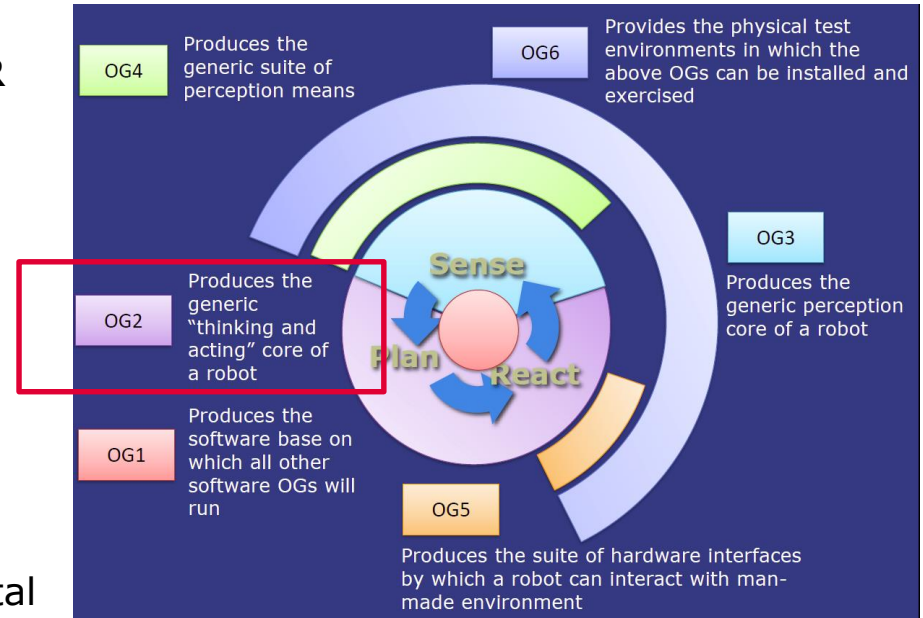 R
OG4
Produces the
generic suite of
perception means
OG6
Provides the physical test
environments in which the
above OGs can be installed and
exercised
OG3
Produces the
generic perception
core of a robot
Sense
Plan
React
OG2
Produces the
generic
“thinking and
acting” core of
a robot
OG1
Produces the
software base on
which all other
software OGs will
run
OG5
Produces the suite of hardware interfaces
by which a robot can interact with man-
made environment
tal